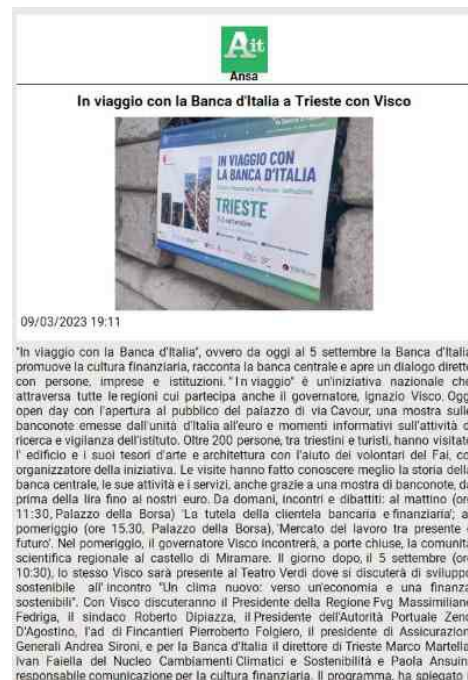 Ait
Ansa
In viaggio con la Banca d'Italia a Trieste con Visco
IN VIAGGIO CON
LA BANCA D'ITALIA
TRIESTE
09/03/2023 19:11
"In viaggio con la Banca d'Italia", ovvero da oggi al 5 settembre la Banca d'Italia
promuove la cultura finanziaria, racconta la banca centrale e apre un dialogo diretto
con persone, imprese e istituzioni. "In viaggio" è un'iniziativa nazionale che
attraversa tutte le regioni cui partecipa anche il governatore, Ignazio Visco. Oggi
open day con l'apertura al pubblico del palazzo di via Cavour, una mostra sulle
banconote emesse dall'unità d'Italia all'euro e momenti informativi sull'attività d
ricerca e vigilanza dell'istituto. Oltre 200 persone, tra triestini e turisti, hanno visitato
l' edificio e i suoi tesori d'arte e architettura con l'aiuto dei volontari del Fai, co
organizzatore della iniziativa. Le visite hanno fatto conoscere meglio la storia della
banca centrale, le sue attività e i servizi, anche grazie a una mostra di banconote, da
prima della lira fino ai nostri euro. Da domani, incontri e dibattiti: al mattino (ore
11:30, Palazzo della Borsa) 'La tutela della clientela bancaria e finanziaria'; a
pomeriggio (ore 15.30, Palazzo della Borsa), 'Mercato del lavoro tra presente e
futuro'. Nel pomeriggio, il governatore Visco incontrerà, a porte chiuse, la comunità
scientifica regionale al castello di Miramare. Il giorno dopo, il 5 settembre (ore
10:30), lo stesso Visco sarà presente al Teatro Verdi dove si discuterà di sviluppo
sostenibile all'incontro "Un clima nuovo: verso un'economia e una finanza
sostenibili". Con Visco discuteranno il Presidente della Regione Fvg Massimiliano
Fedriga, il sindaco Roberto Dipiazza, il Presidente dell'Autorità Portuale Zeno
D'Agostino, l'ad di Fincantieri Pierroberto Folgiero, il presidente di Assicurazioni
Generali Andrea Sironi, e per la Banca d'Italia il direttore di Trieste Marco Martella
Ivan Faiella del Nucleo Cambiamenti Climatici e Sostenibilità e Paola Ansuini
responsabile comunicazione per la cultura finanziaria. Il programma, ha spiegato i